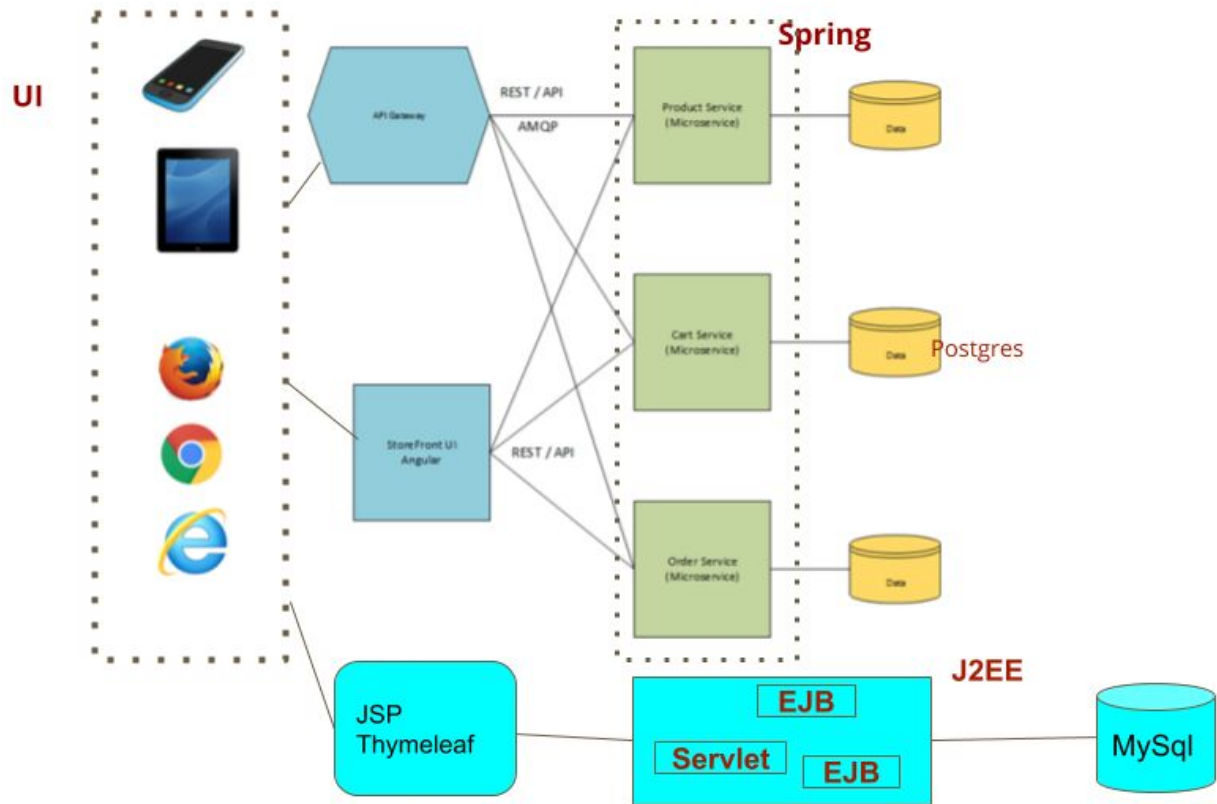 UI
Spring
API Gateway
REST / API
AMQP
Product Service
(Microservice)
Data
Cart Service
(Microservice)
Data
Postgres
StoreFront UI
Angular
REST / API
Order Service
(Microservice)
Data
J2EE
JSP
Thymeleaf
EJB
Servlet
EJB
MySql